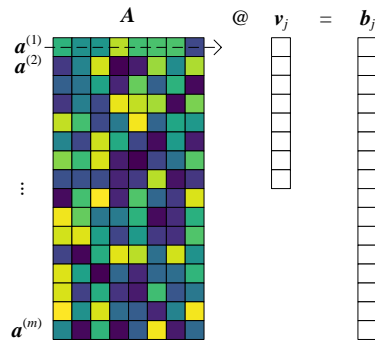 A @ v_j = b_j
a^(1)
a^(2)
...
a^(m)